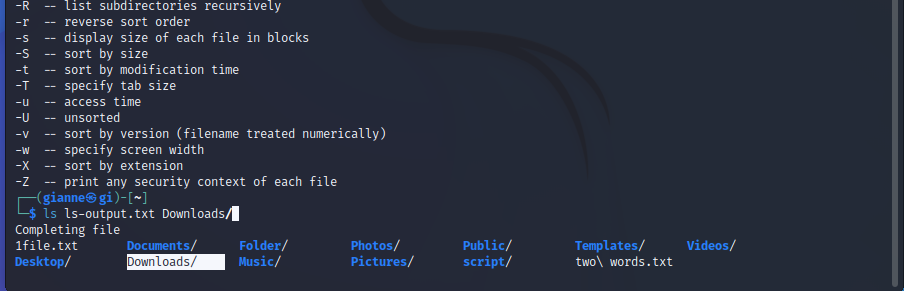 -R  -- list subdirectories recursively
-r  -- reverse sort order
-s  -- display size of each file in blocks
-S  -- sort by size
-t  -- sort by modification time
-T  -- specify tab size
-u  -- access time
-U  -- unsorted
-v  -- sort by version (filename treated numerically)
-w  -- specify screen width
-X  -- sort by extension
-Z  -- print any security context of each file
┌──(gianne㉿gi)-[~]
└─$ ls ls-output.txt Downloads/
Completing file
1file.txt Documents/ Folder/ Photos/ Public/ Templates/ Videos/
Desktop/ Downloads/ Music/ Pictures/ script/ two\ words.txt